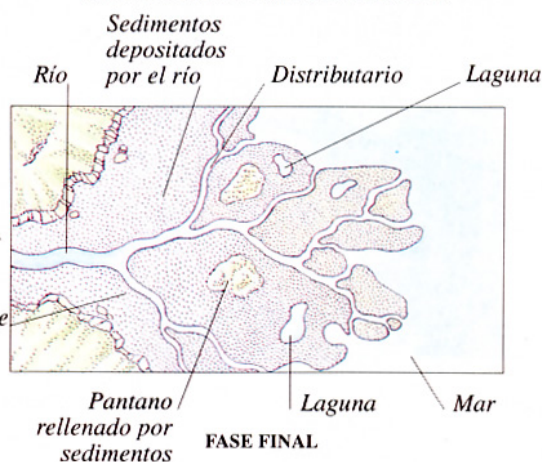 Sedimentos
depositados
por el río
Río
Distributario
Laguna
e
Pantano
rellenado por
sedimentos
Laguna
Mar
FASE FINAL